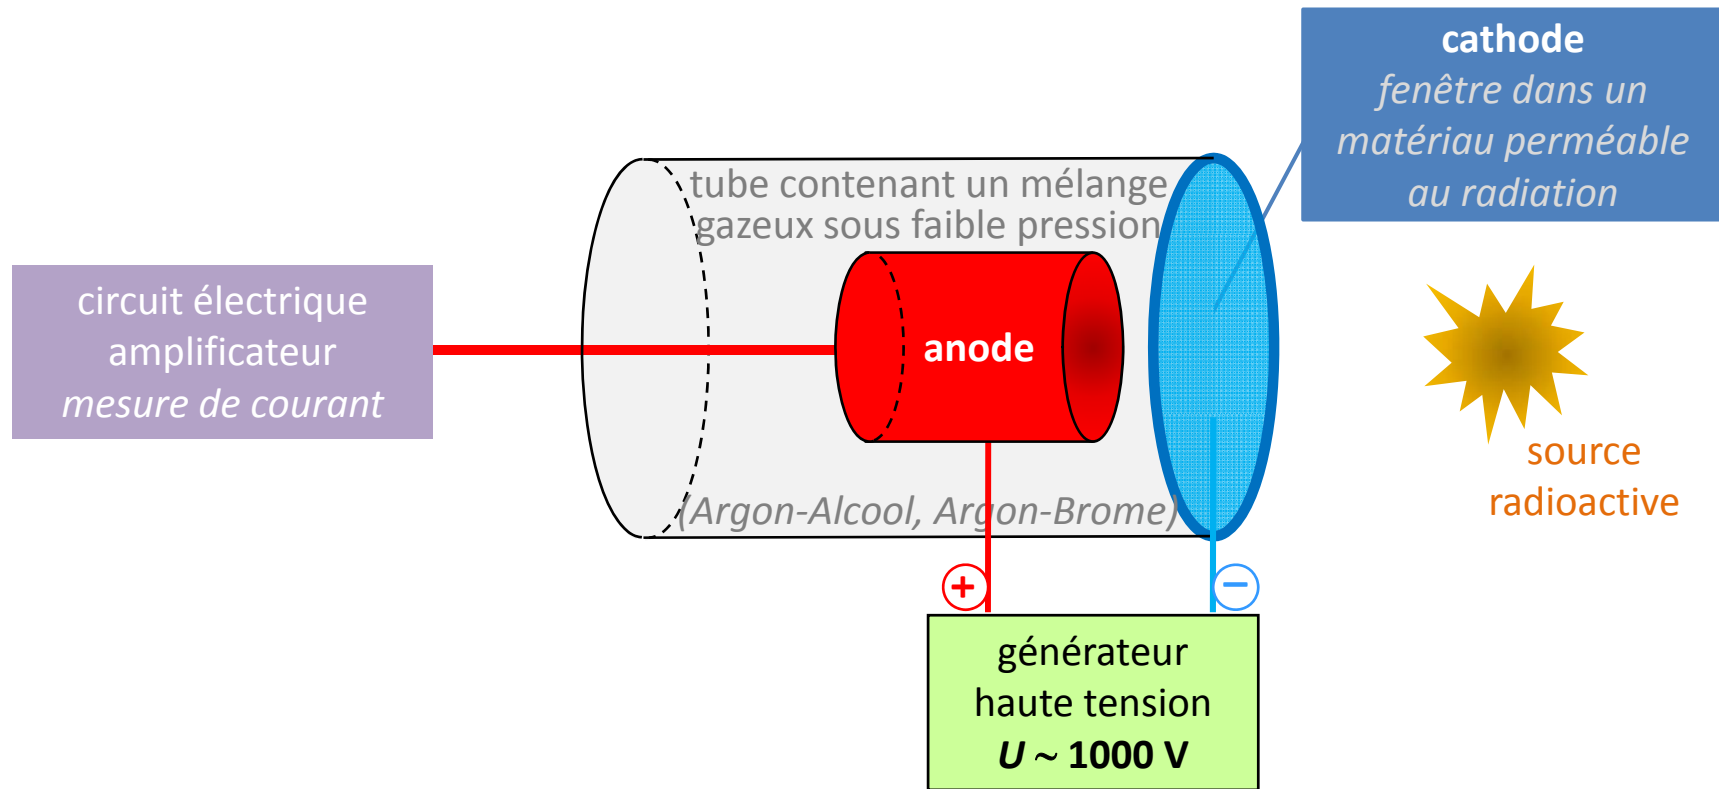 cathode
fenêtre dans un
matériau perméable
au radiation
tube contenant un mélange
gazeux sous faible pression
circuit électrique
amplificateur
mesure de courant
anode
source
radioactive
(Argon-Alcool, Argon-Brome)
+
−
générateur
haute tension
U ~ 1000 V